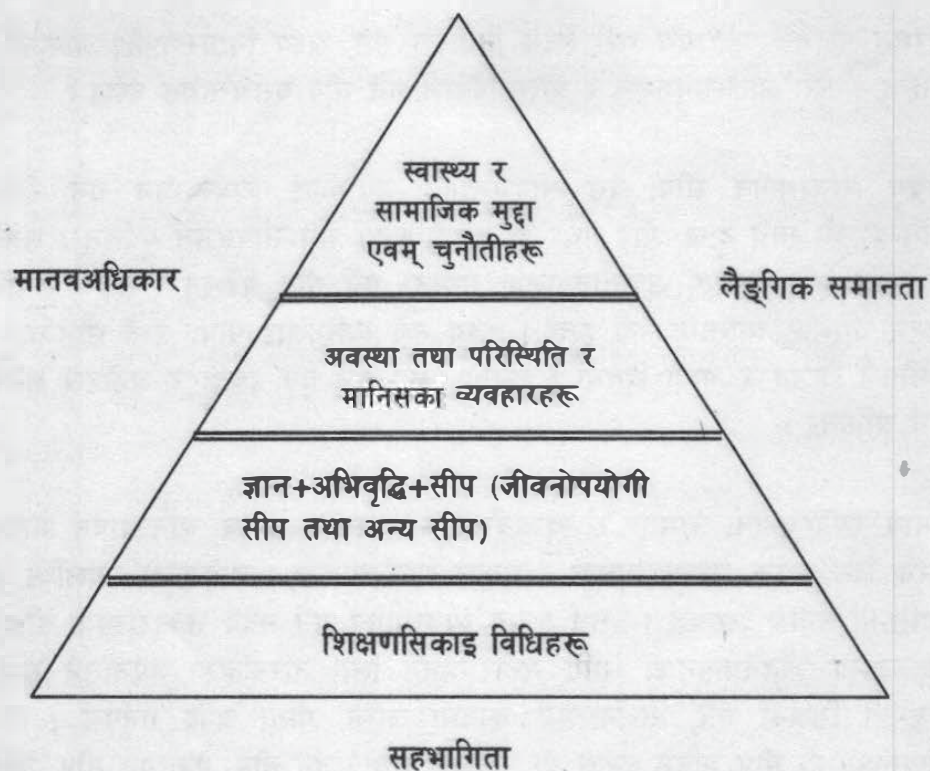 स्वास्थ्य र
सामाजिक मुद्दा
एवम् चुनौतीहरू
मानवअधिकार
लैङ्गिक समानता
अवस्था तथा परिस्थिति र
मानिसका व्यवहारहरू
ज्ञान+अभिवृद्धि+सीप (जीवनोपयोगी
सीप तथा अन्य सीप)
शिक्षणसिकाइ विधिहरू
सहभागिता